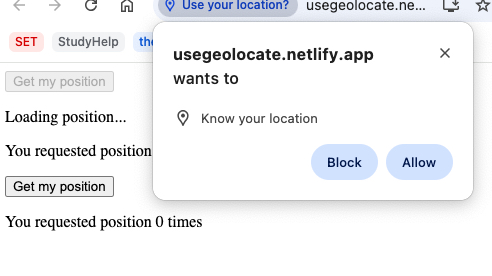 Use your location?
usegeolocate.ne...
SET
StudyHelp
Get my position
Loading position...
You requested position
Get my position
You requested position 0 times
usegeolocate.netlify.app
wants to
Know your location
Block
Allow